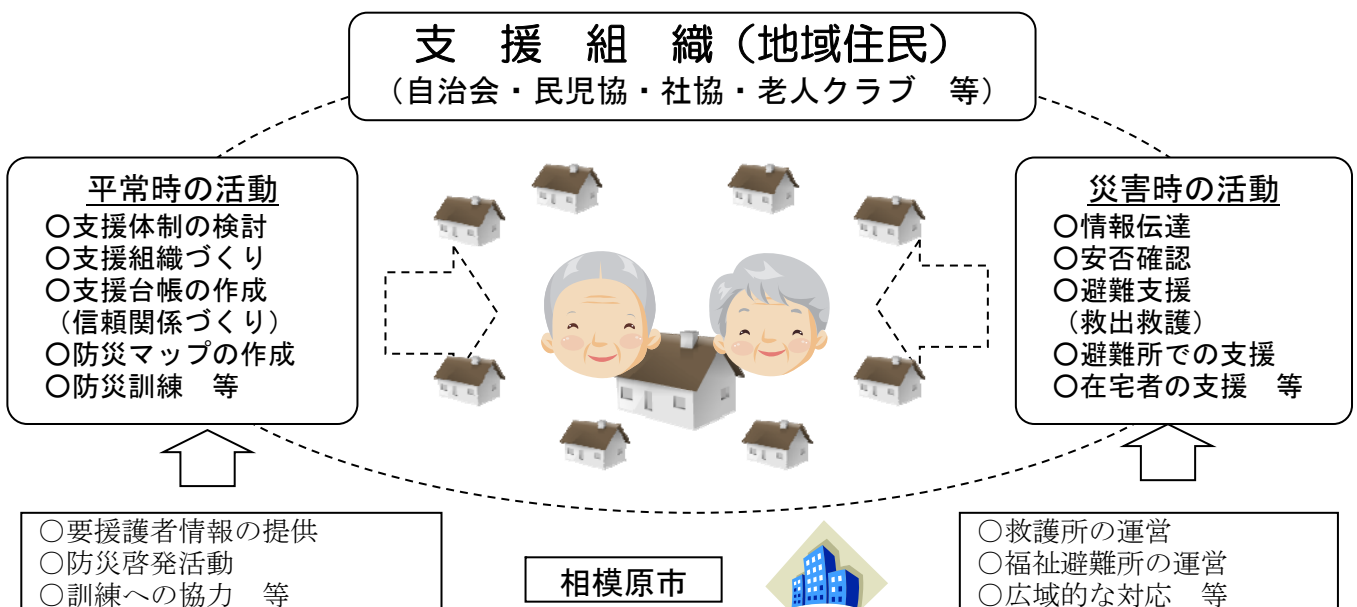 支　援　組　織（地域住民）
（自治会・民児協・社協・老人クラブ　等）
平常時の活動
○支援体制の検討
○支援組織づくり
○支援台帳の作成
（信頼関係づくり）
○防災マップの作成
○防災訓練　等
災害時の活動
○情報伝達
○安否確認
○避難支援
（救出救護）
○避難所での支援
○在宅者の支援　等
○要援護者情報の提供
○防災啓発活動
○訓練への協力　等
相模原市
○救護所の運営
○福祉避難所の運営
○広域的な対応　等